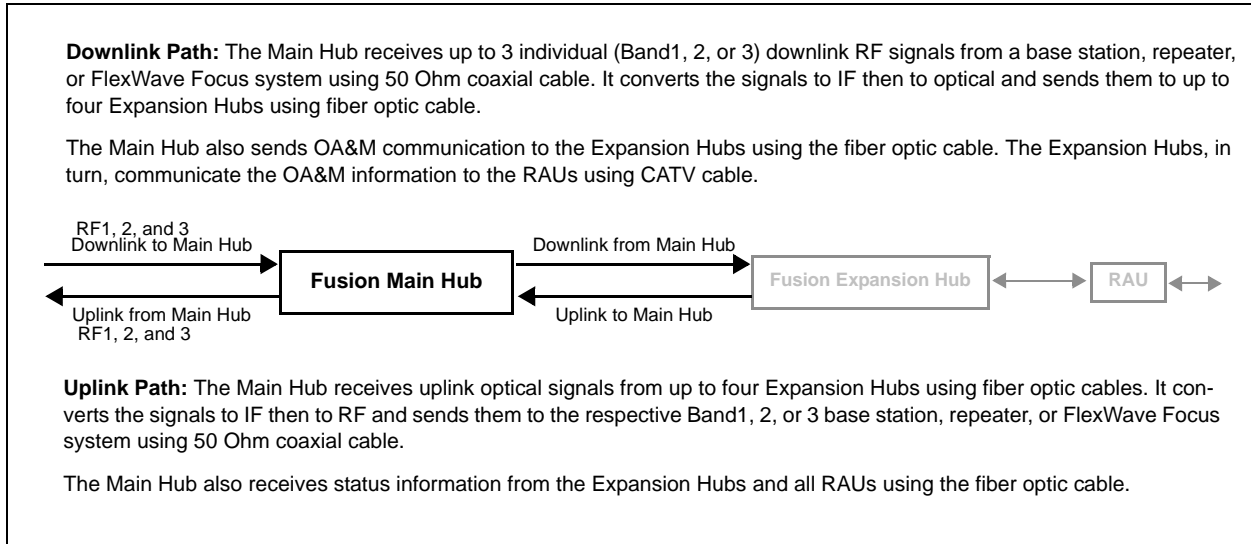 Downlink Path: The Main Hub receives up to 3 individual (Band1, 2, or 3) downlink RF signals from a base station, repeater,
or FlexWave Focus system using 50 Ohm coaxial cable. It converts the signals to IF then to optical and sends them to up to
four Expansion Hubs using fiber optic cable.
The Main Hub also sends OA&M communication to the Expansion Hubs using the fiber optic cable. The Expansion Hubs, in
turn, communicate the OA&M information to the RAUs using CATV cable.
RF1, 2, and 3
Downlink to Main Hub
Downlink from Main Hub
Fusion Main Hub
Fusion Expansion Hub
RAU
Uplink from Main Hub
Uplink to Main Hub
RF1, 2, and 3
Uplink Path: The Main Hub receives uplink optical signals from up to four Expansion Hubs using fiber optic cables. It con-
verts the signals to IF then to RF and sends them to the respective Band1, 2, or 3 base station, repeater, or FlexWave Focus
system using 50 Ohm coaxial cable.
The Main Hub also receives status information from the Expansion Hubs and all RAUs using the fiber optic cable.